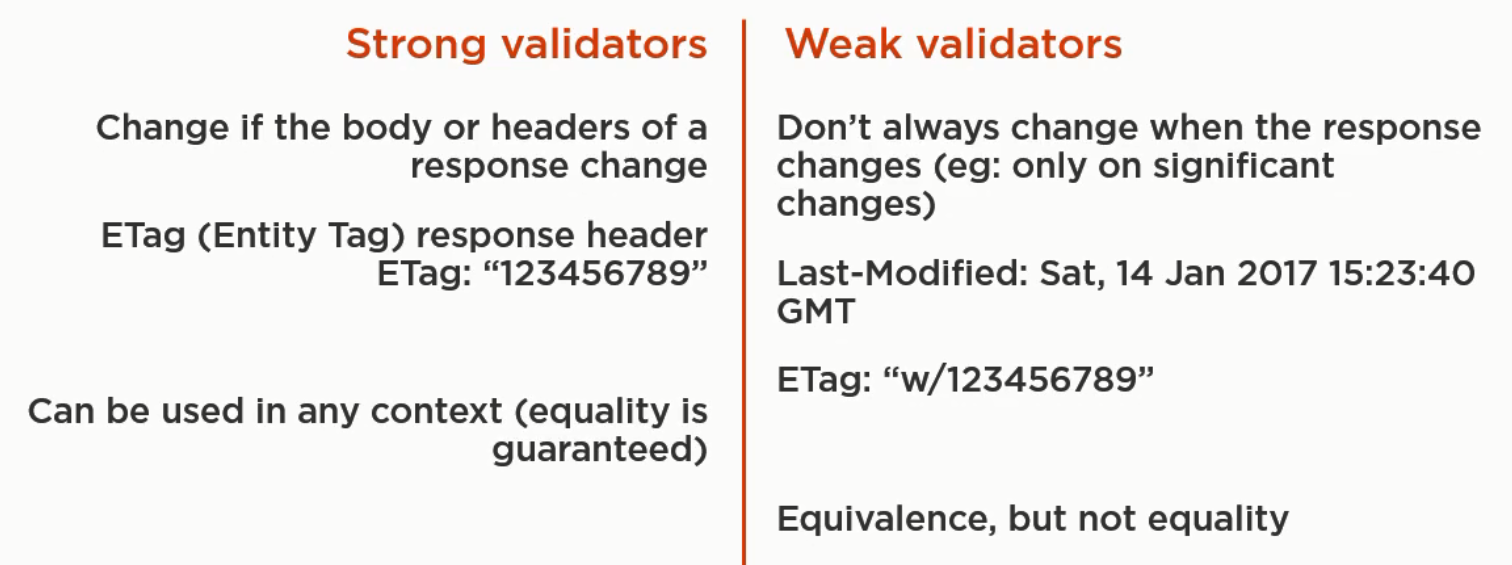 Strong validators
Change if the body or headers of a
response change
ETag (Entity Tag) response header
ETag: “123456789”
Can be used in any context (equality is
guaranteed)
Weak validators
Don’t always change when the response
changes (eg: only on significant
changes)
Last-Modified: Sat, 14 Jan 2017 15:23:40
GMT
ETag: “w/123456789”
Equivalence, but not equality